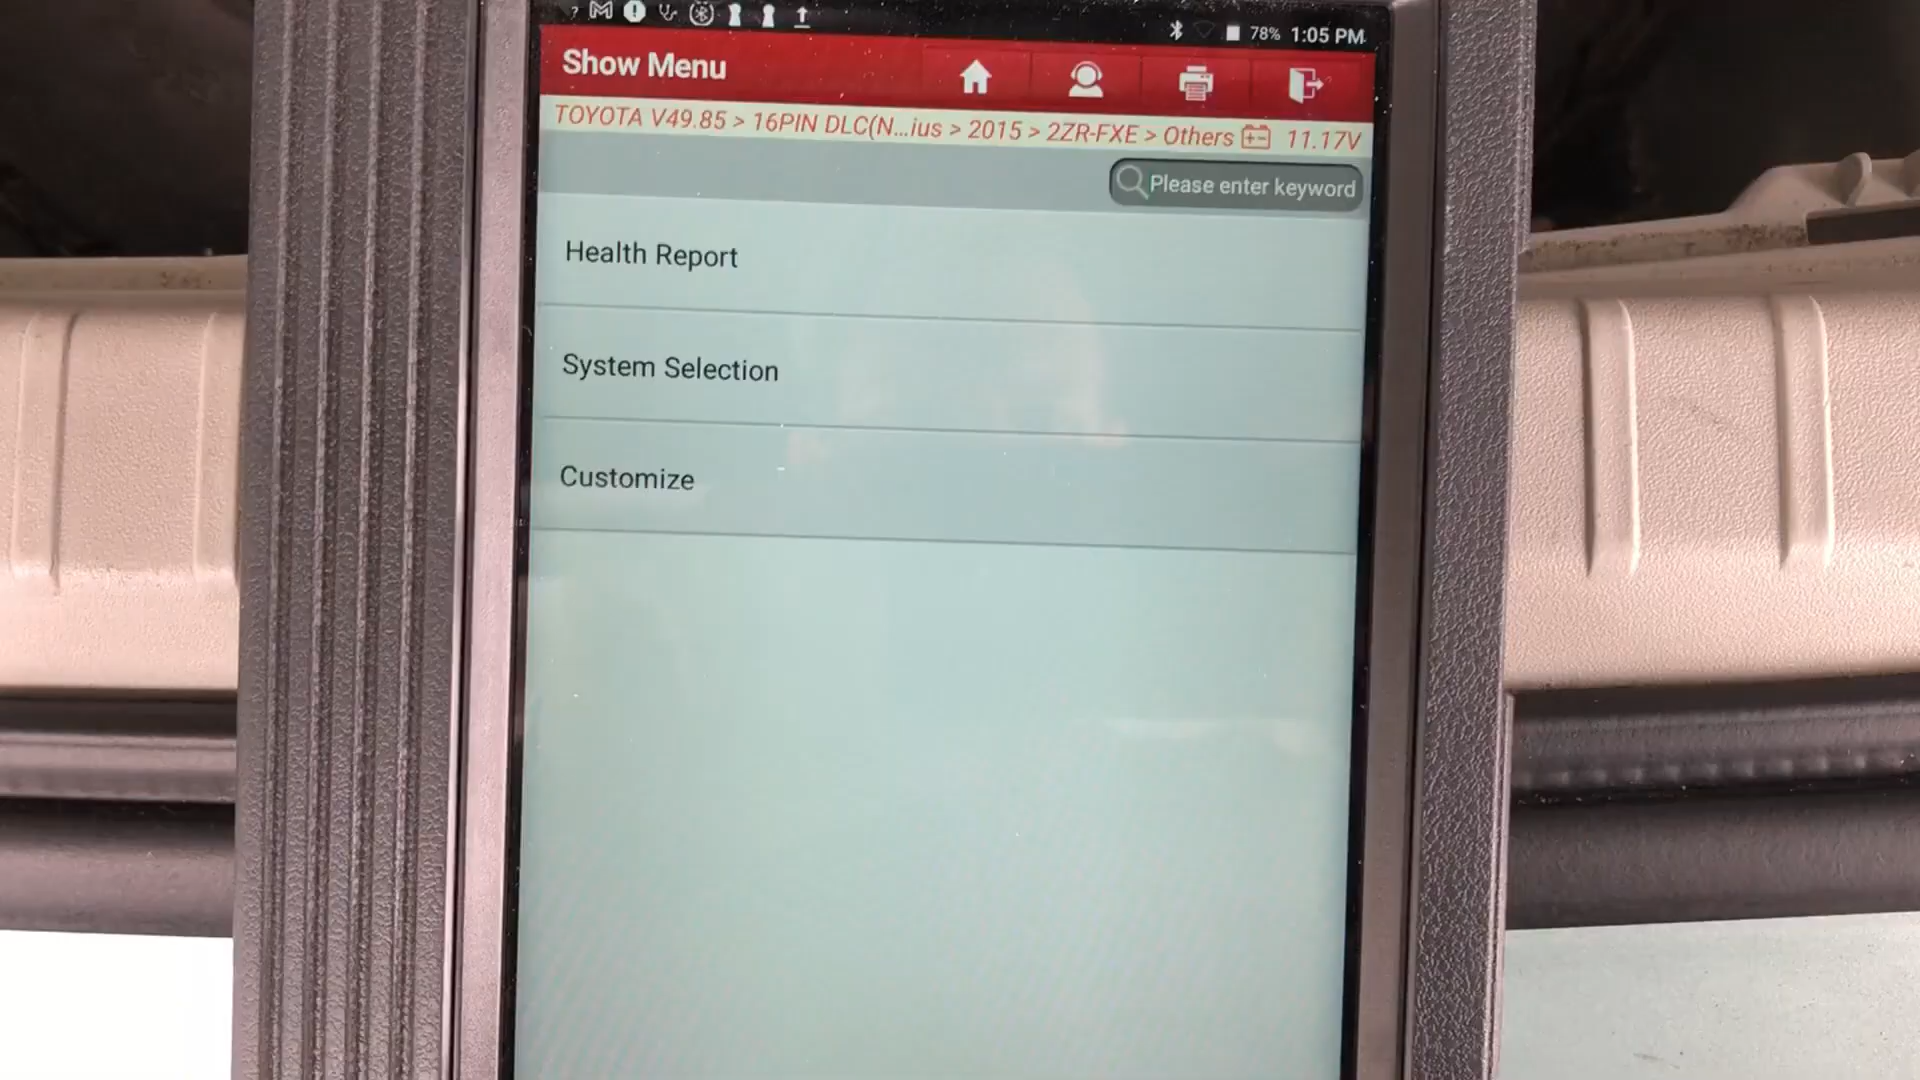 78% 1:05 PM
Show Menu
TOYOTA V49.85 > 16PIN DLC(N...ius > 2015 > 2ZR-FXE > Others 11.17V
Please enter keyword
Health Report
System Selection
Customize